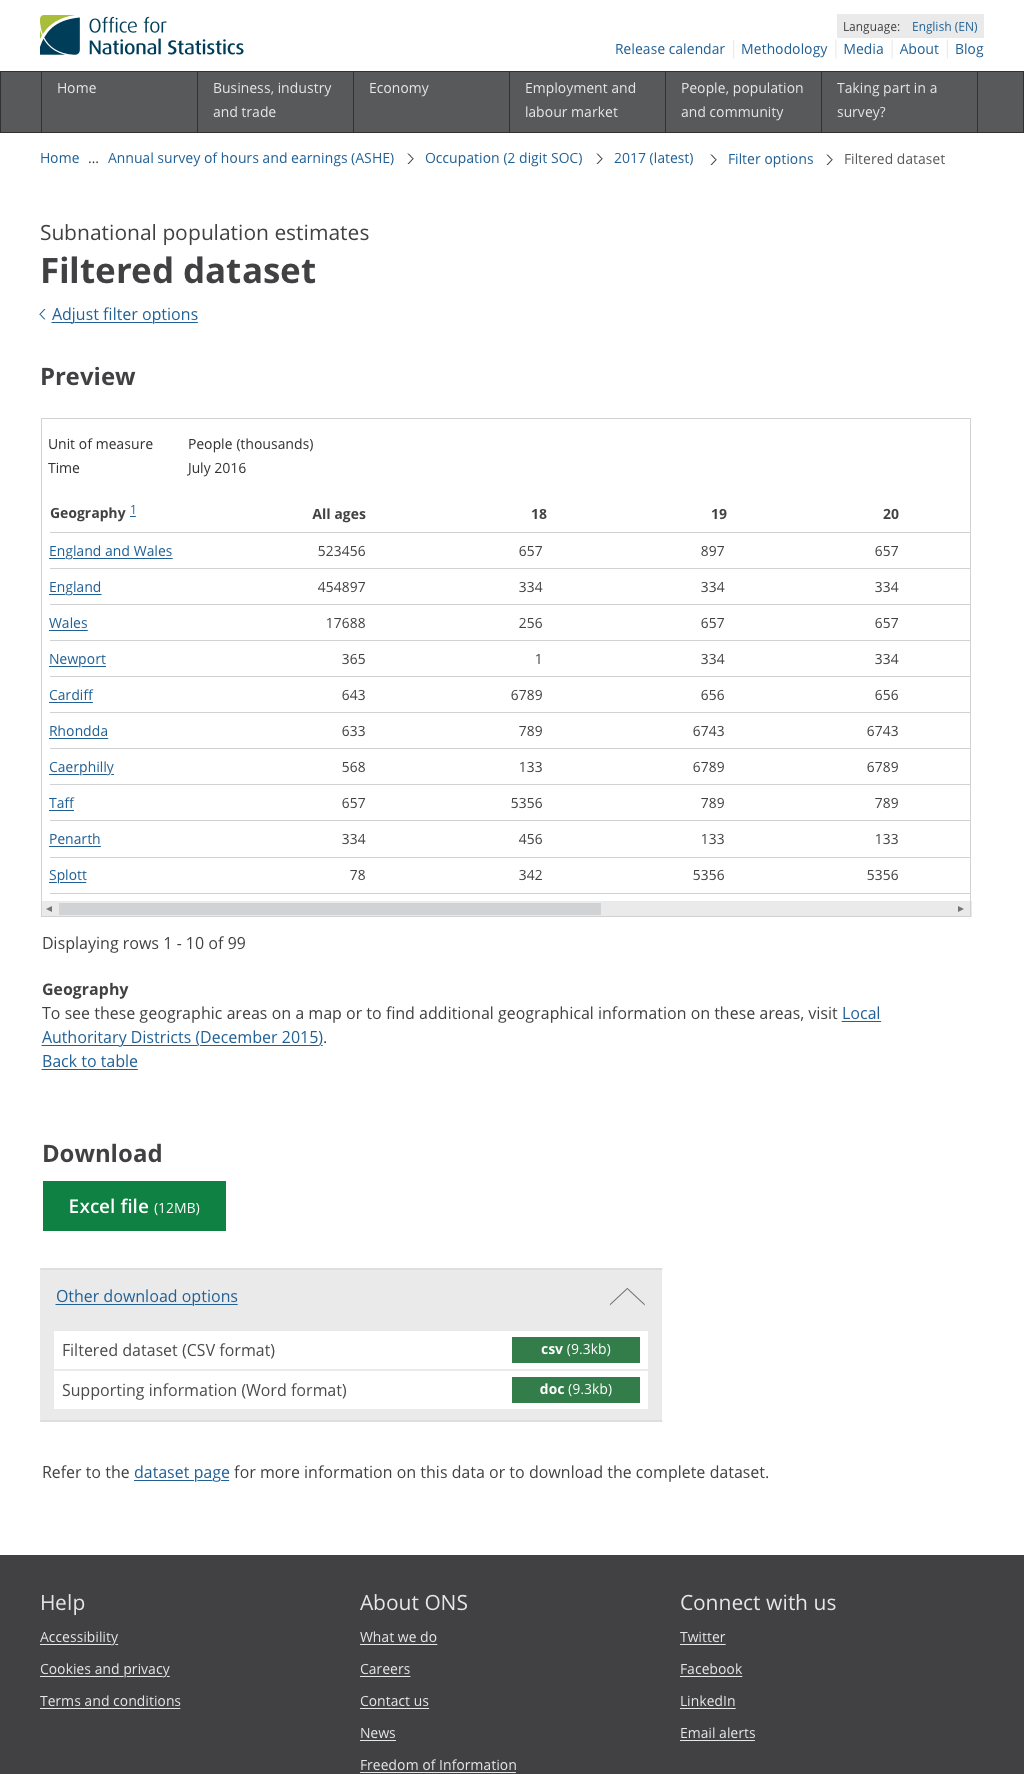 Office for
National Statistics
Language: English (EN)
Release calendar Methodology Media About Blog
Home
Business, industry
and trade
Economy
Employment and
labour market
People, population
and community
Taking part in a
survey?
Home ... Annual survey of hours and earnings (ASHE) > Occupation (2 digit SOC) > 2017 (latest) > Filter options > Filtered dataset
Subnational population estimates
Filtered dataset
Adjust filter options
Preview
Unit of measure People (thousands)
Time July 2016
Geography 1 All ages 18 19 20
England and Wales 523456 657 897 657
England 454897 334 334 334
Wales 17688 256 657 657
Newport 365 1 334 334
Cardiff 643 6789 656 656
Rhondda 633 789 6743 6743
Caerphilly 568 133 6789 6789
Taff 657 5356 789 789
Penarth 334 456 133 133
Splott 78 342 5356 5356
Displaying rows 1 - 10 of 99
Geography
To see these geographic areas on a map or to find additional geographical information on these areas, visit Local
Authoritary Districts (December 2015).
Back to table
Download
Excel file (12MB)
Other download options
Filtered dataset (CSV format) csv (9.3kb)
Supporting information (Word format) doc (9.3kb)
Refer to the dataset page for more information on this data or to download the complete dataset.
Help
Accessibility
Cookies and privacy
Terms and conditions
About ONS
What we do
Careers
Contact us
News
Freedom of Information
Connect with us
Twitter
Facebook
LinkedIn
Email alerts